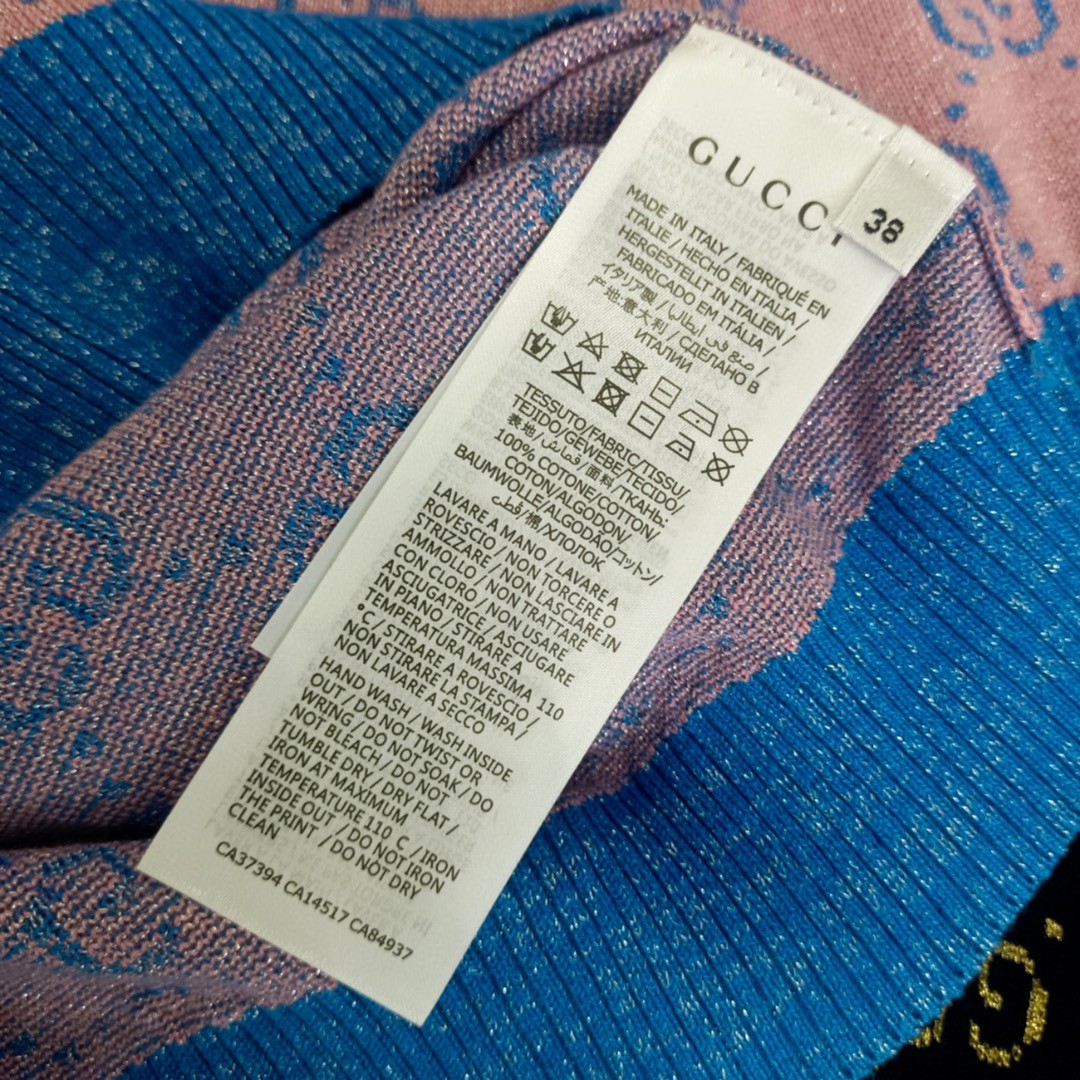 GUCCI
38
MADE IN ITALY / FABRIQUÉ EN
ITALIE / HECHO EN ITALIA /
HERGESTELLT IN ITALIEN /
FABRICADO EM ITÁLIA /
イタリア製 / صنع في إيطاليا /
产地:意大利 / СДЕЛАНО В
ИТАЛИИ
TESSUTO/FABRIC/TISSU/
TEJIDO/GEWEBE/TECIDO/
表地/قماش/面料/ТКАНЬ:
100% COTONE/COTTON/
COTON/ALGODON/
BAUMWOLLE/ALGODÃO/コットン/
قطن/棉/ХЛОПОК
LAVARE A MANO / LAVARE A
ROVESCIO / NON TORCERE O
STRIZZARE / NON LASCIARE IN
AMMOLLO / NON TRATTARE
CON CLORO / NON USARE
ASCIUGATRICE / ASCIUGARE
IN PIANO / STIRARE A
TEMPERATURA MASSIMA 110
°C / STIRARE A ROVESCIO /
NON STIRARE LA STAMPA /
NON LAVARE A SECCO
HAND WASH / WASH INSIDE
OUT / DO NOT TWIST OR
WRING / DO NOT SOAK / DO
NOT BLEACH / DO NOT
TUMBLE DRY / DRY FLAT /
IRON AT MAXIMUM
TEMPERATURE 110 C / IRON
INSIDE OUT / DO NOT IRON
THE PRINT / DO NOT DRY
CLEAN
CA37394 CA14517 CA84937